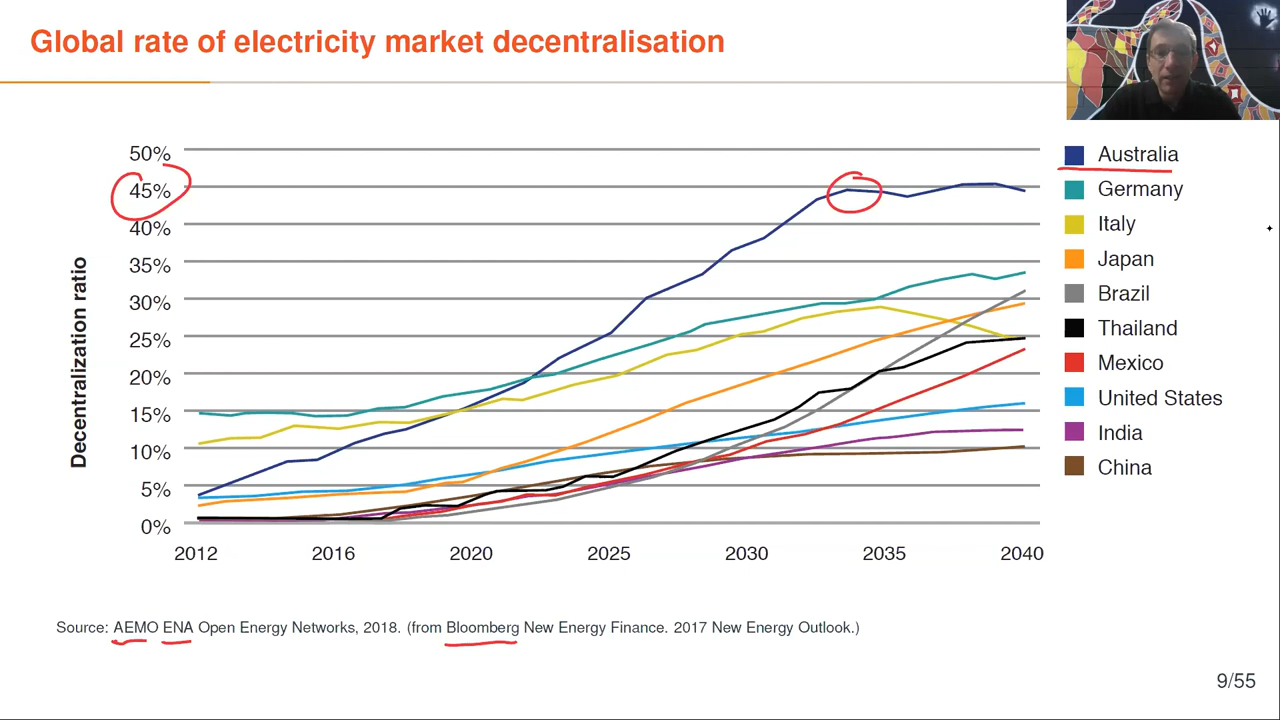 Global rate of electricity market decentralisation
50%
45%
40%
35%
30%
25%
20%
15%
10%
5%
0%
Decentralization ratio
2012 2016 2020 2025 2030 2035 2040
Australia
Germany
Italy
Japan
Brazil
Thailand
Mexico
United States
India
China
Source: AEMO ENA Open Energy Networks, 2018. (from Bloomberg New Energy Finance. 2017 New Energy Outlook.)
9/55